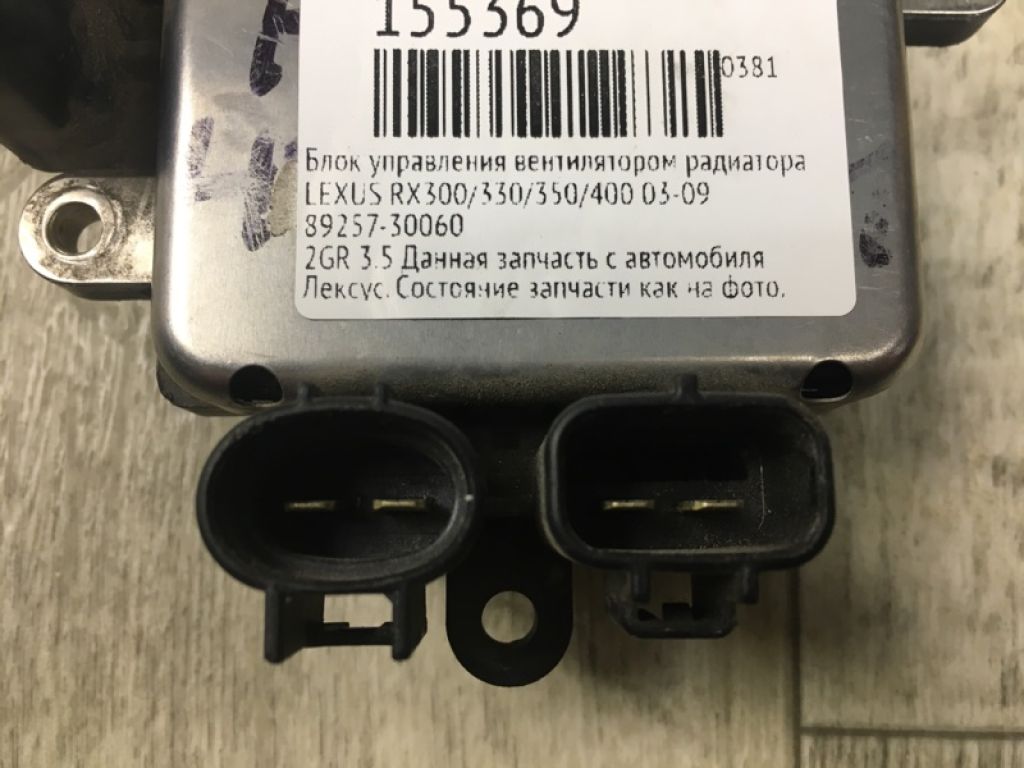 155369
0381
Блок управления вентилятором радиатора
LEXUS RX300/330/350/400 03-09
89257-30060
2GR 3.5 Данная запчасть с автомобиля
Лексус. Состояние запчасти как на фото.